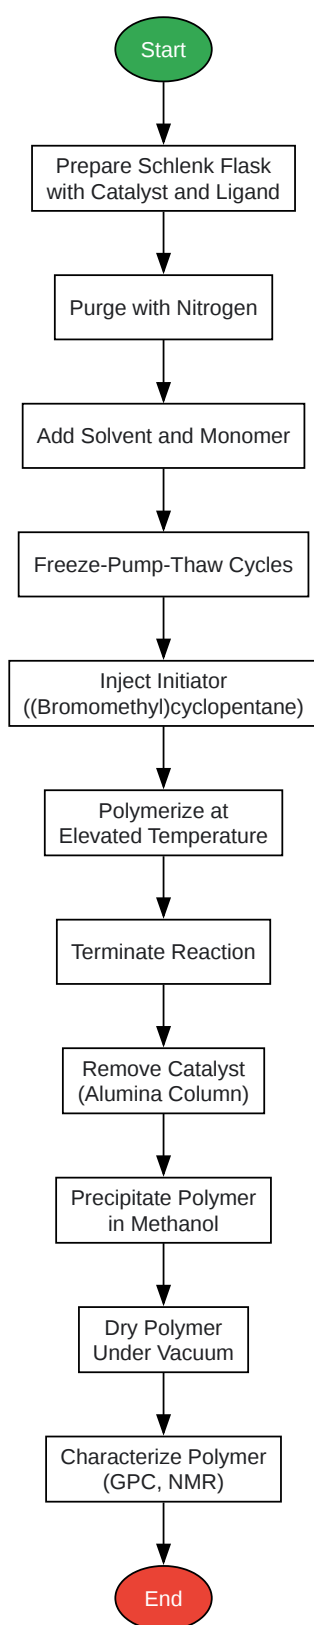 Start
Prepare Schlenk Flask
with Catalyst and Ligand
Purge with Nitrogen
Add Solvent and Monomer
Freeze-Pump-Thaw Cycles
Inject Initiator
((Bromomethyl)cyclopentane)
Polymerize at
Elevated Temperature
Terminate Reaction
Remove Catalyst
(Alumina Column)
Precipitate Polymer
in Methanol
Dry Polymer
Under Vacuum
Characterize Polymer
(GPC, NMR)
End